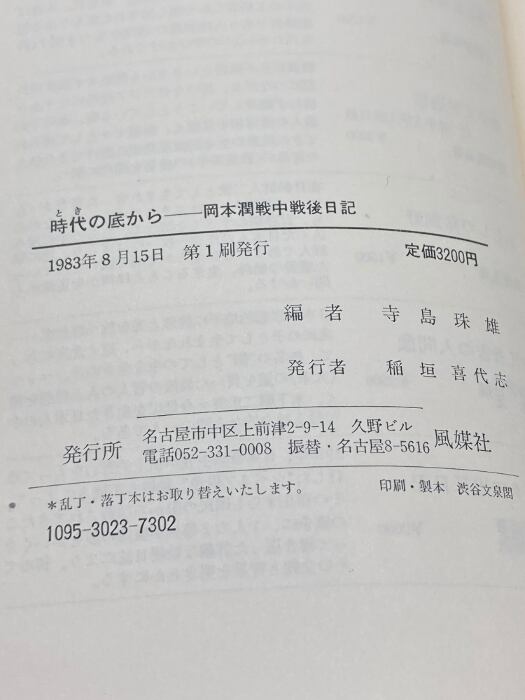 とき
時代の底から――岡本潤戦中戦後日記
1983年8月15日 第1刷発行 定価3200円
編者 寺島珠雄
発行者 稲垣喜代志
発行所 名古屋市中区上前津2-9-14 久野ビル 風媒社
電話052-331-0008 振替・名古屋8-5616
*乱丁・落丁本はお取り替えいたします。 印刷・製本 渋谷文泉閣
1095-3023-7302